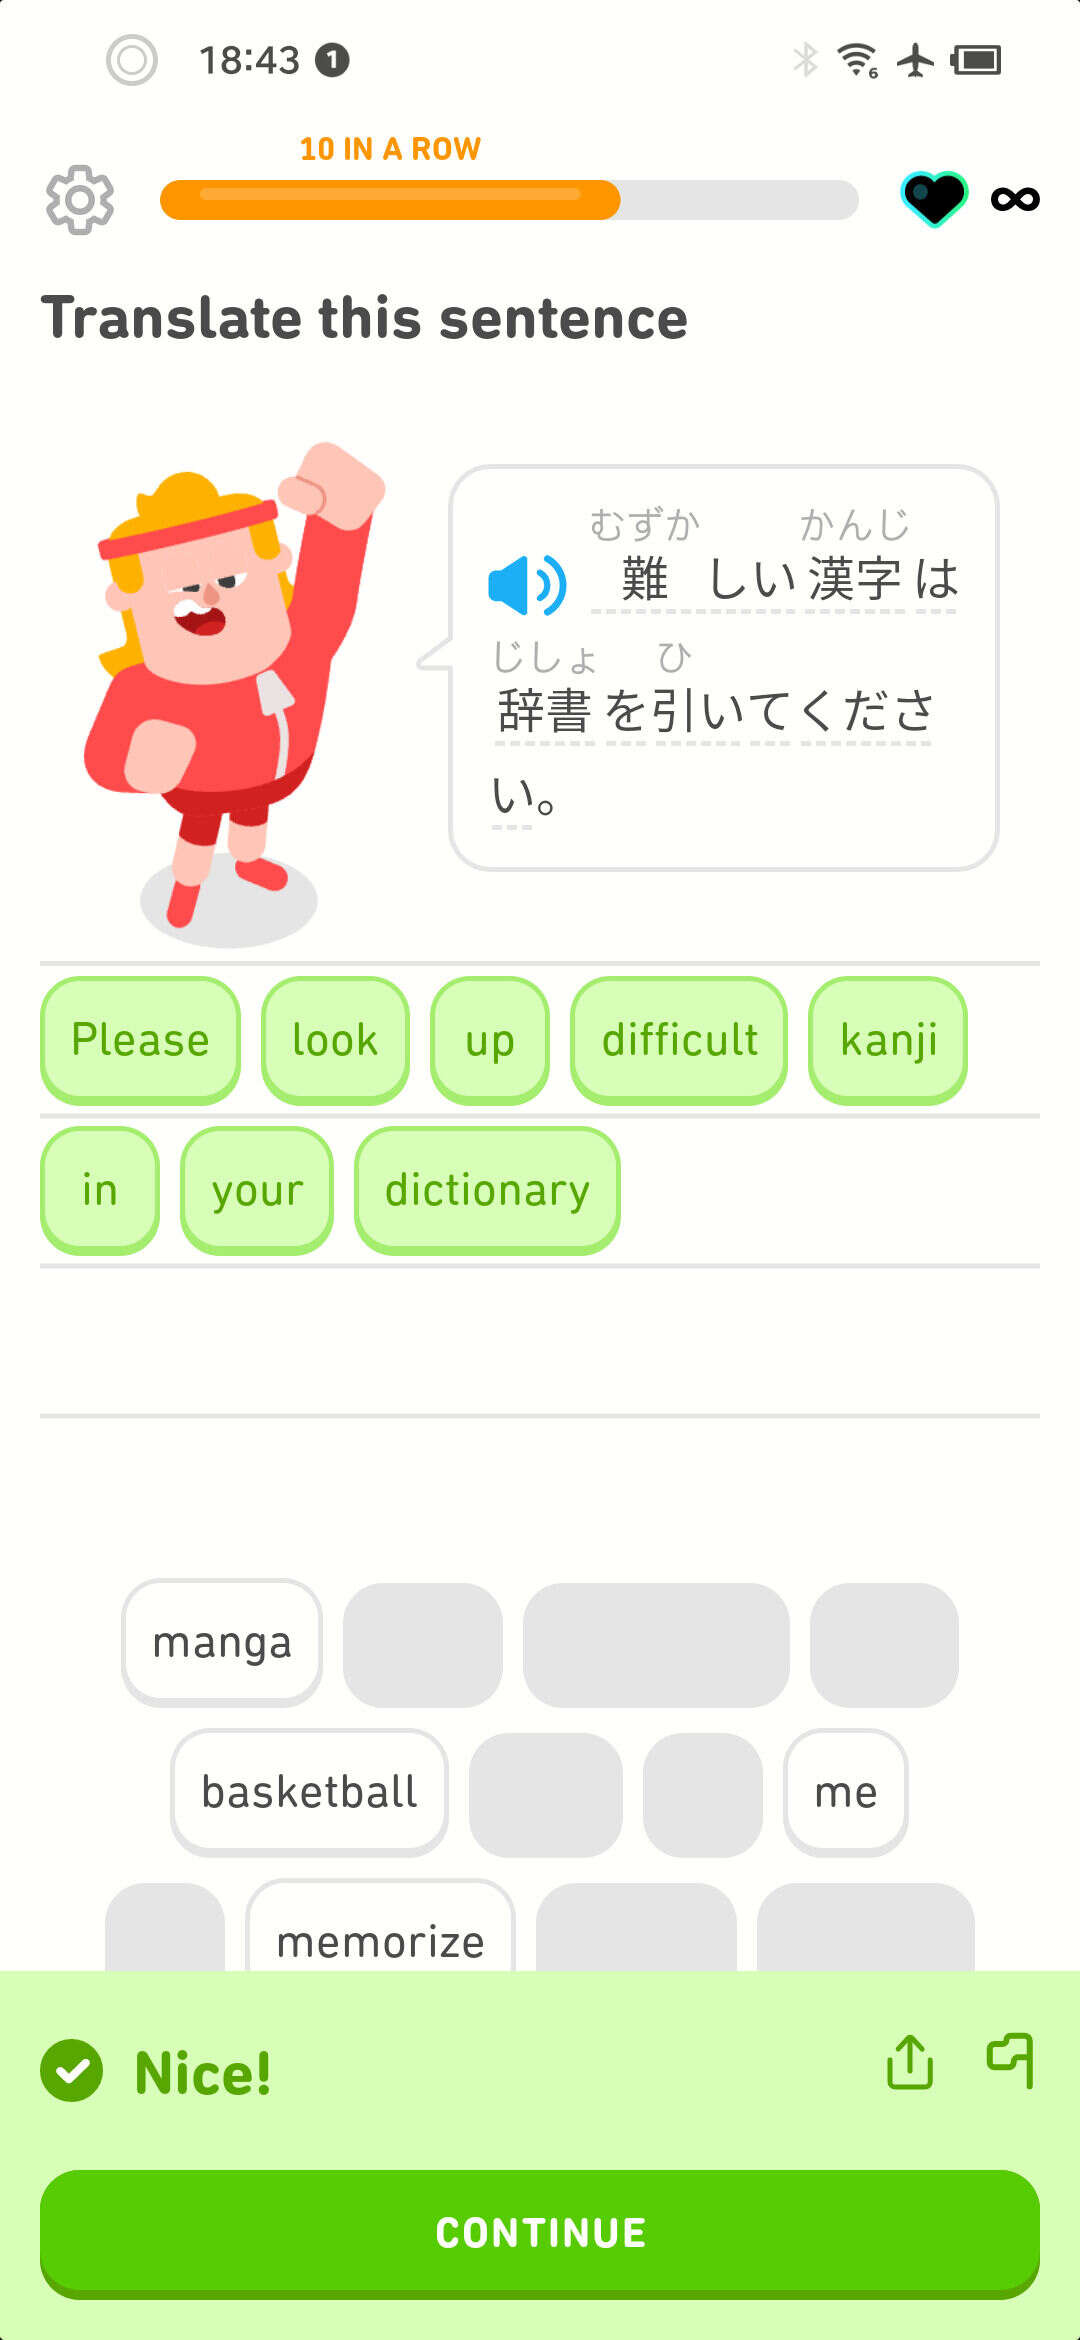 18:43 1
6
10 IN A ROW
Translate this sentence
むずか かんじ
難しい漢字は
じしょ ひ
辞書を引いてくださ
い。
Please look up difficult kanji
in your dictionary
manga
basketball me
memorize
Nice!
CONTINUE